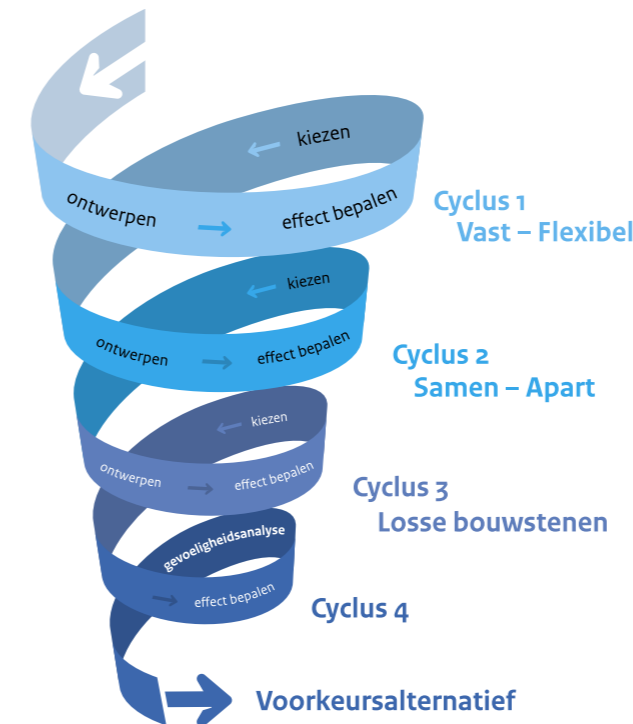 kiezen
ontwerpen
effect bepalen
Cyclus 1
Vast – Flexibel
kiezen
ontwerpen
effect bepalen
Cyclus 2
Samen – Apart
kiezen
ontwerpen
effect bepalen
Cyclus 3
Losse bouwstenen
gevoeligheidsanalyse
effect bepalen
Cyclus 4
Voorkeursalternatief